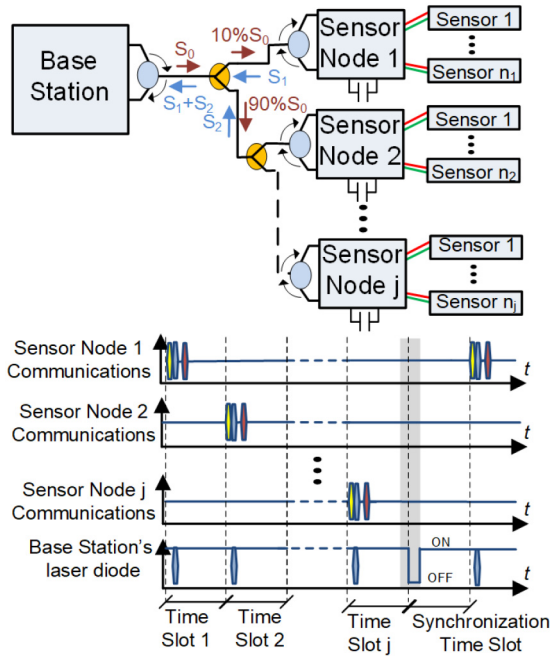 Base
Station
S0
10%S0
S1
S1+S2
S2
90%S0
Sensor
Node 1
Sensor 1
Sensor n1
Sensor
Node 2
Sensor 1
Sensor n2
Sensor
Node j
Sensor 1
Sensor nj
Sensor Node 1
Communications
t
Sensor Node 2
Communications
t
Sensor Node j
Communications
t
Base Station's
laser diode
ON
OFF
t
Time
Slot 1
Time
Slot 2
Time
Slot j
Synchronization
Time Slot